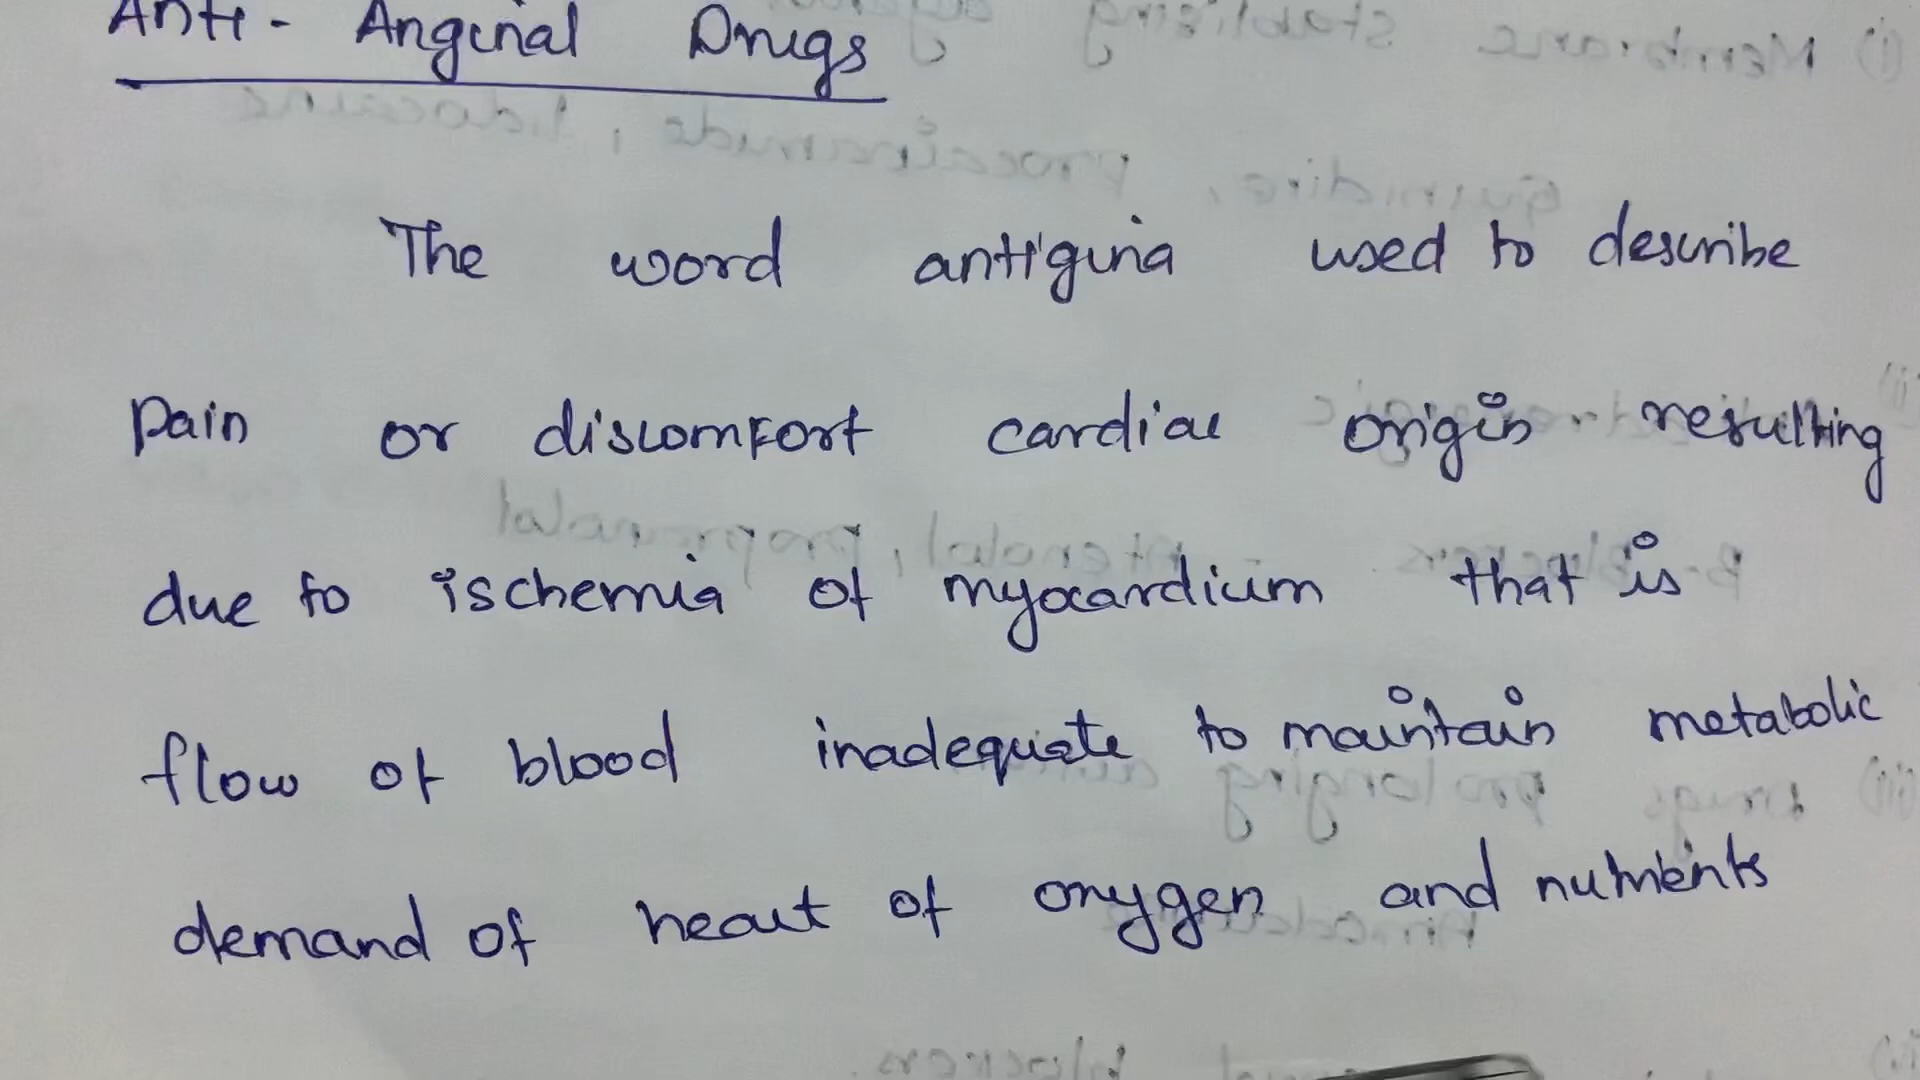 Anti - Anginal Drugs
The word antigina used to describe
pain or discomfort cardiac origin resulting
due to ischemia of myocardium that is
flow of blood inadequate to maintain metabolic
demand of heart of oxygen and nutrients